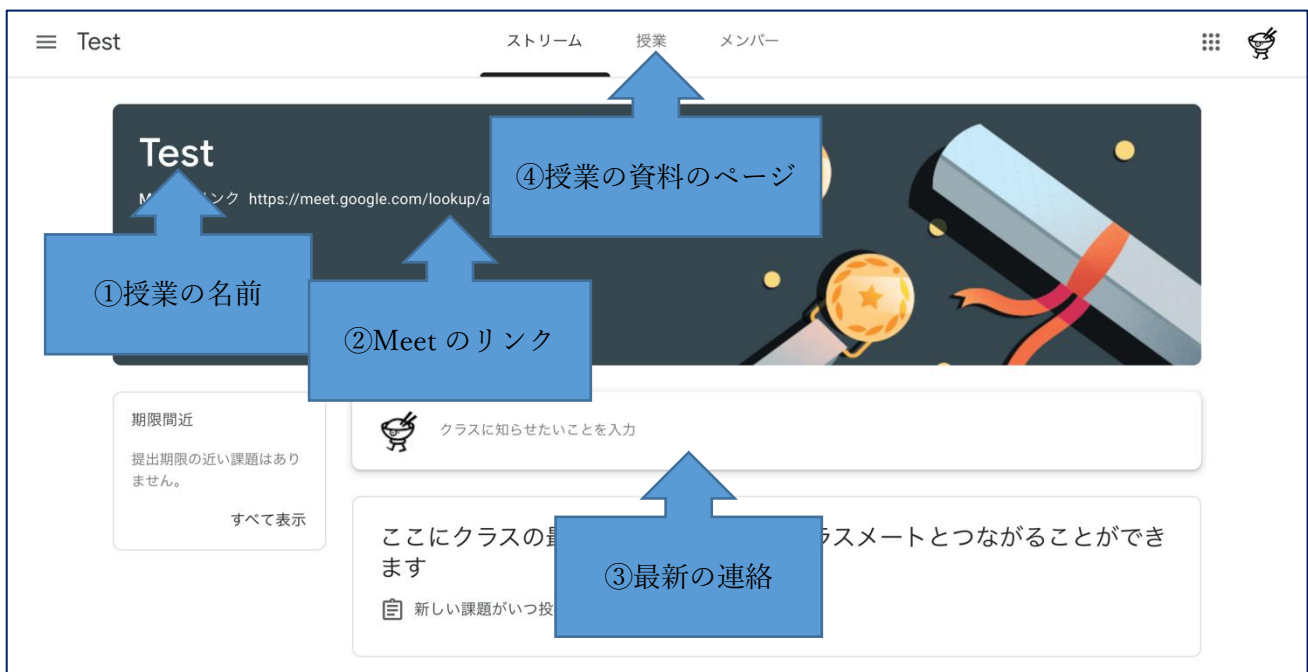 Test
ストリーム 授業 メンバー
Test
④授業の資料のページ
https://meet.google.com/lookup/a
①授業の名前
②Meet のリンク
期限間近
提出期限の近い課題はあり
ません。
すべて表示
クラスに知らせたいことを入力
ここにクラスの
スメートとつながることができ
ます
③最新の連絡
新しい課題がいつ投